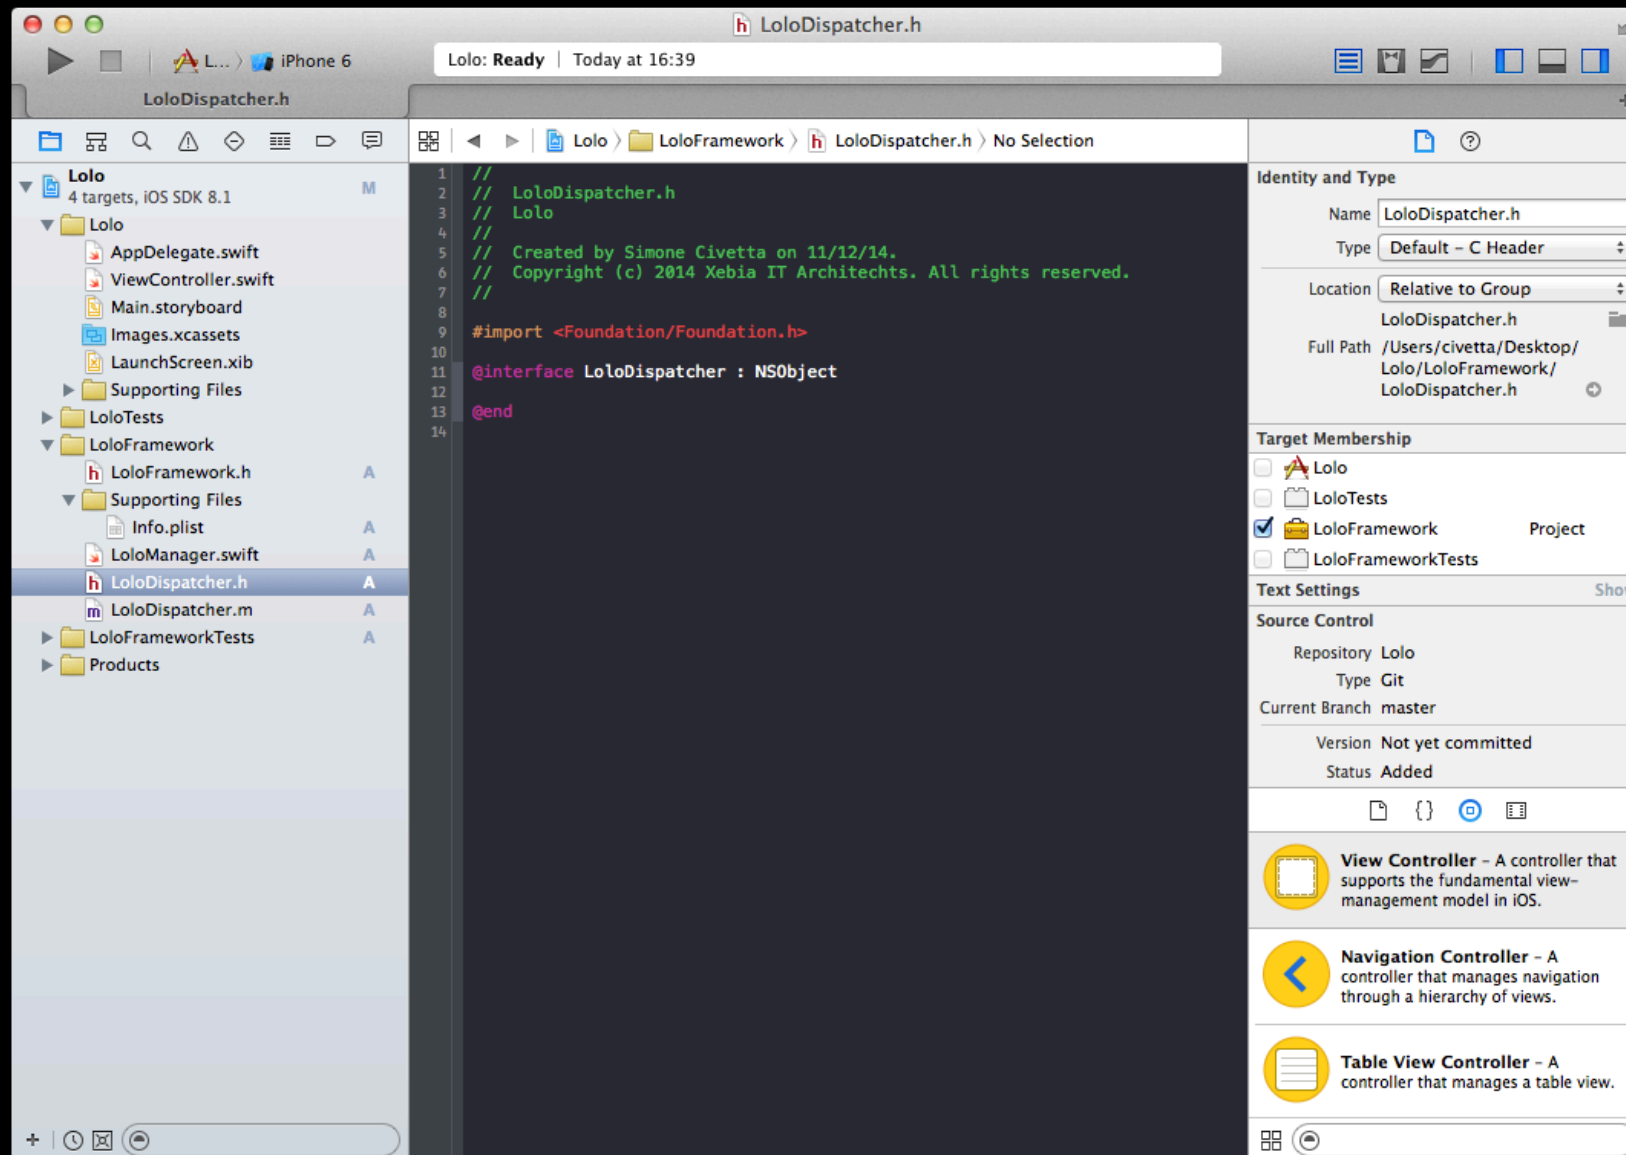 LoloDispatcher.h
L... iPhone 6
Lolo: Ready | Today at 16:39
LoloDispatcher.h
Lolo
4 targets, iOS SDK 8.1
M
Lolo
AppDelegate.swift
ViewController.swift
Main.storyboard
Images.xcassets
LaunchScreen.xib
Supporting Files
LoloTests
LoloFramework
LoloFramework.h A
Supporting Files
Info.plist A
LoloManager.swift A
LoloDispatcher.h A
LoloDispatcher.m A
LoloFrameworkTests A
Products
Lolo LoloFramework LoloDispatcher.h No Selection
1 //
2 // LoloDispatcher.h
3 // Lolo
4 //
5 // Created by Simone Civetta on 11/12/14.
6 // Copyright (c) 2014 Xebia IT Architechts. All rights reserved.
7 //
8
9 #import <Foundation/Foundation.h>
10
11 @interface LoloDispatcher : NSObject
12
13 @end
14
Identity and Type
Name LoloDispatcher.h
Type Default - C Header
Location Relative to Group
LoloDispatcher.h
Full Path /Users/civetta/Desktop/
Lolo/LoloFramework/
LoloDispatcher.h
Target Membership
Lolo
LoloTests
LoloFramework Project
LoloFrameworkTests
Text Settings
Source Control
Repository Lolo
Type Git
Current Branch master
Version Not yet committed
Status Added
View Controller - A controller that
supports the fundamental view-
management model in iOS.
Navigation Controller - A
controller that manages navigation
through a hierarchy of views.
Table View Controller - A
controller that manages a table view.